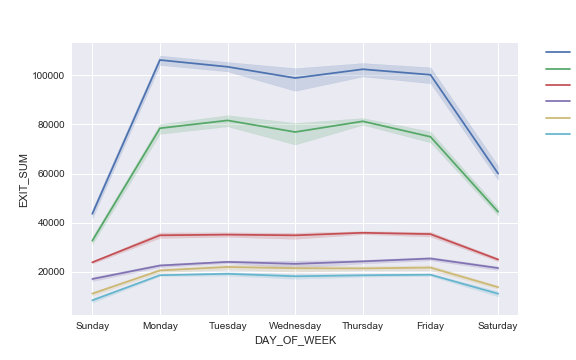 100000
80000
60000
40000
20000
EXIT_SUM
Sunday Monday Tuesday Wednesday Thursday Friday Saturday
DAY_OF_WEEK